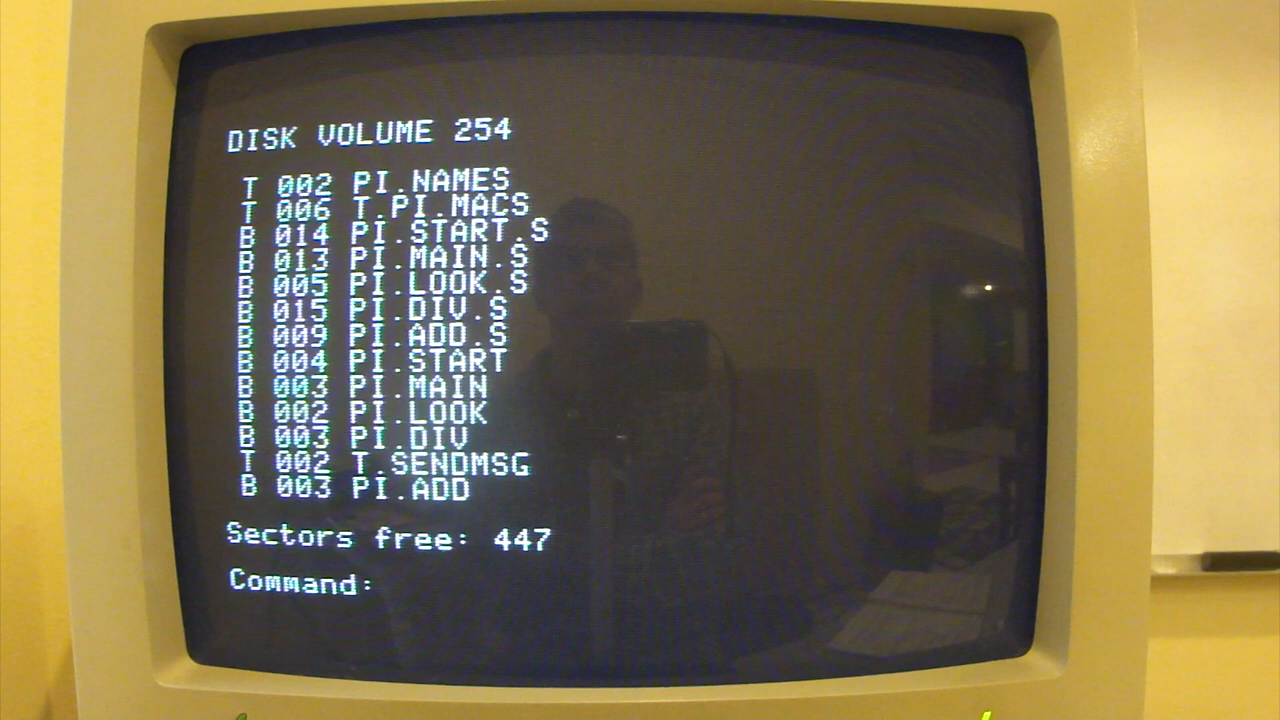 DISK VOLUME 254
T 002 PI.NAMES
T 006 T.PI.MACS
B 014 PI.START.S
B 013 PI.MAIN.S
B 005 PI.LOOK.S
B 015 PI.DIV.S
B 009 PI.ADD.S
B 004 PI.START
B 003 PI.MAIN
B 002 PI.LOOK
B 003 PI.DIV
T 002 T.SENDMSG
B 003 PI.ADD
Sectors free: 447
Command: